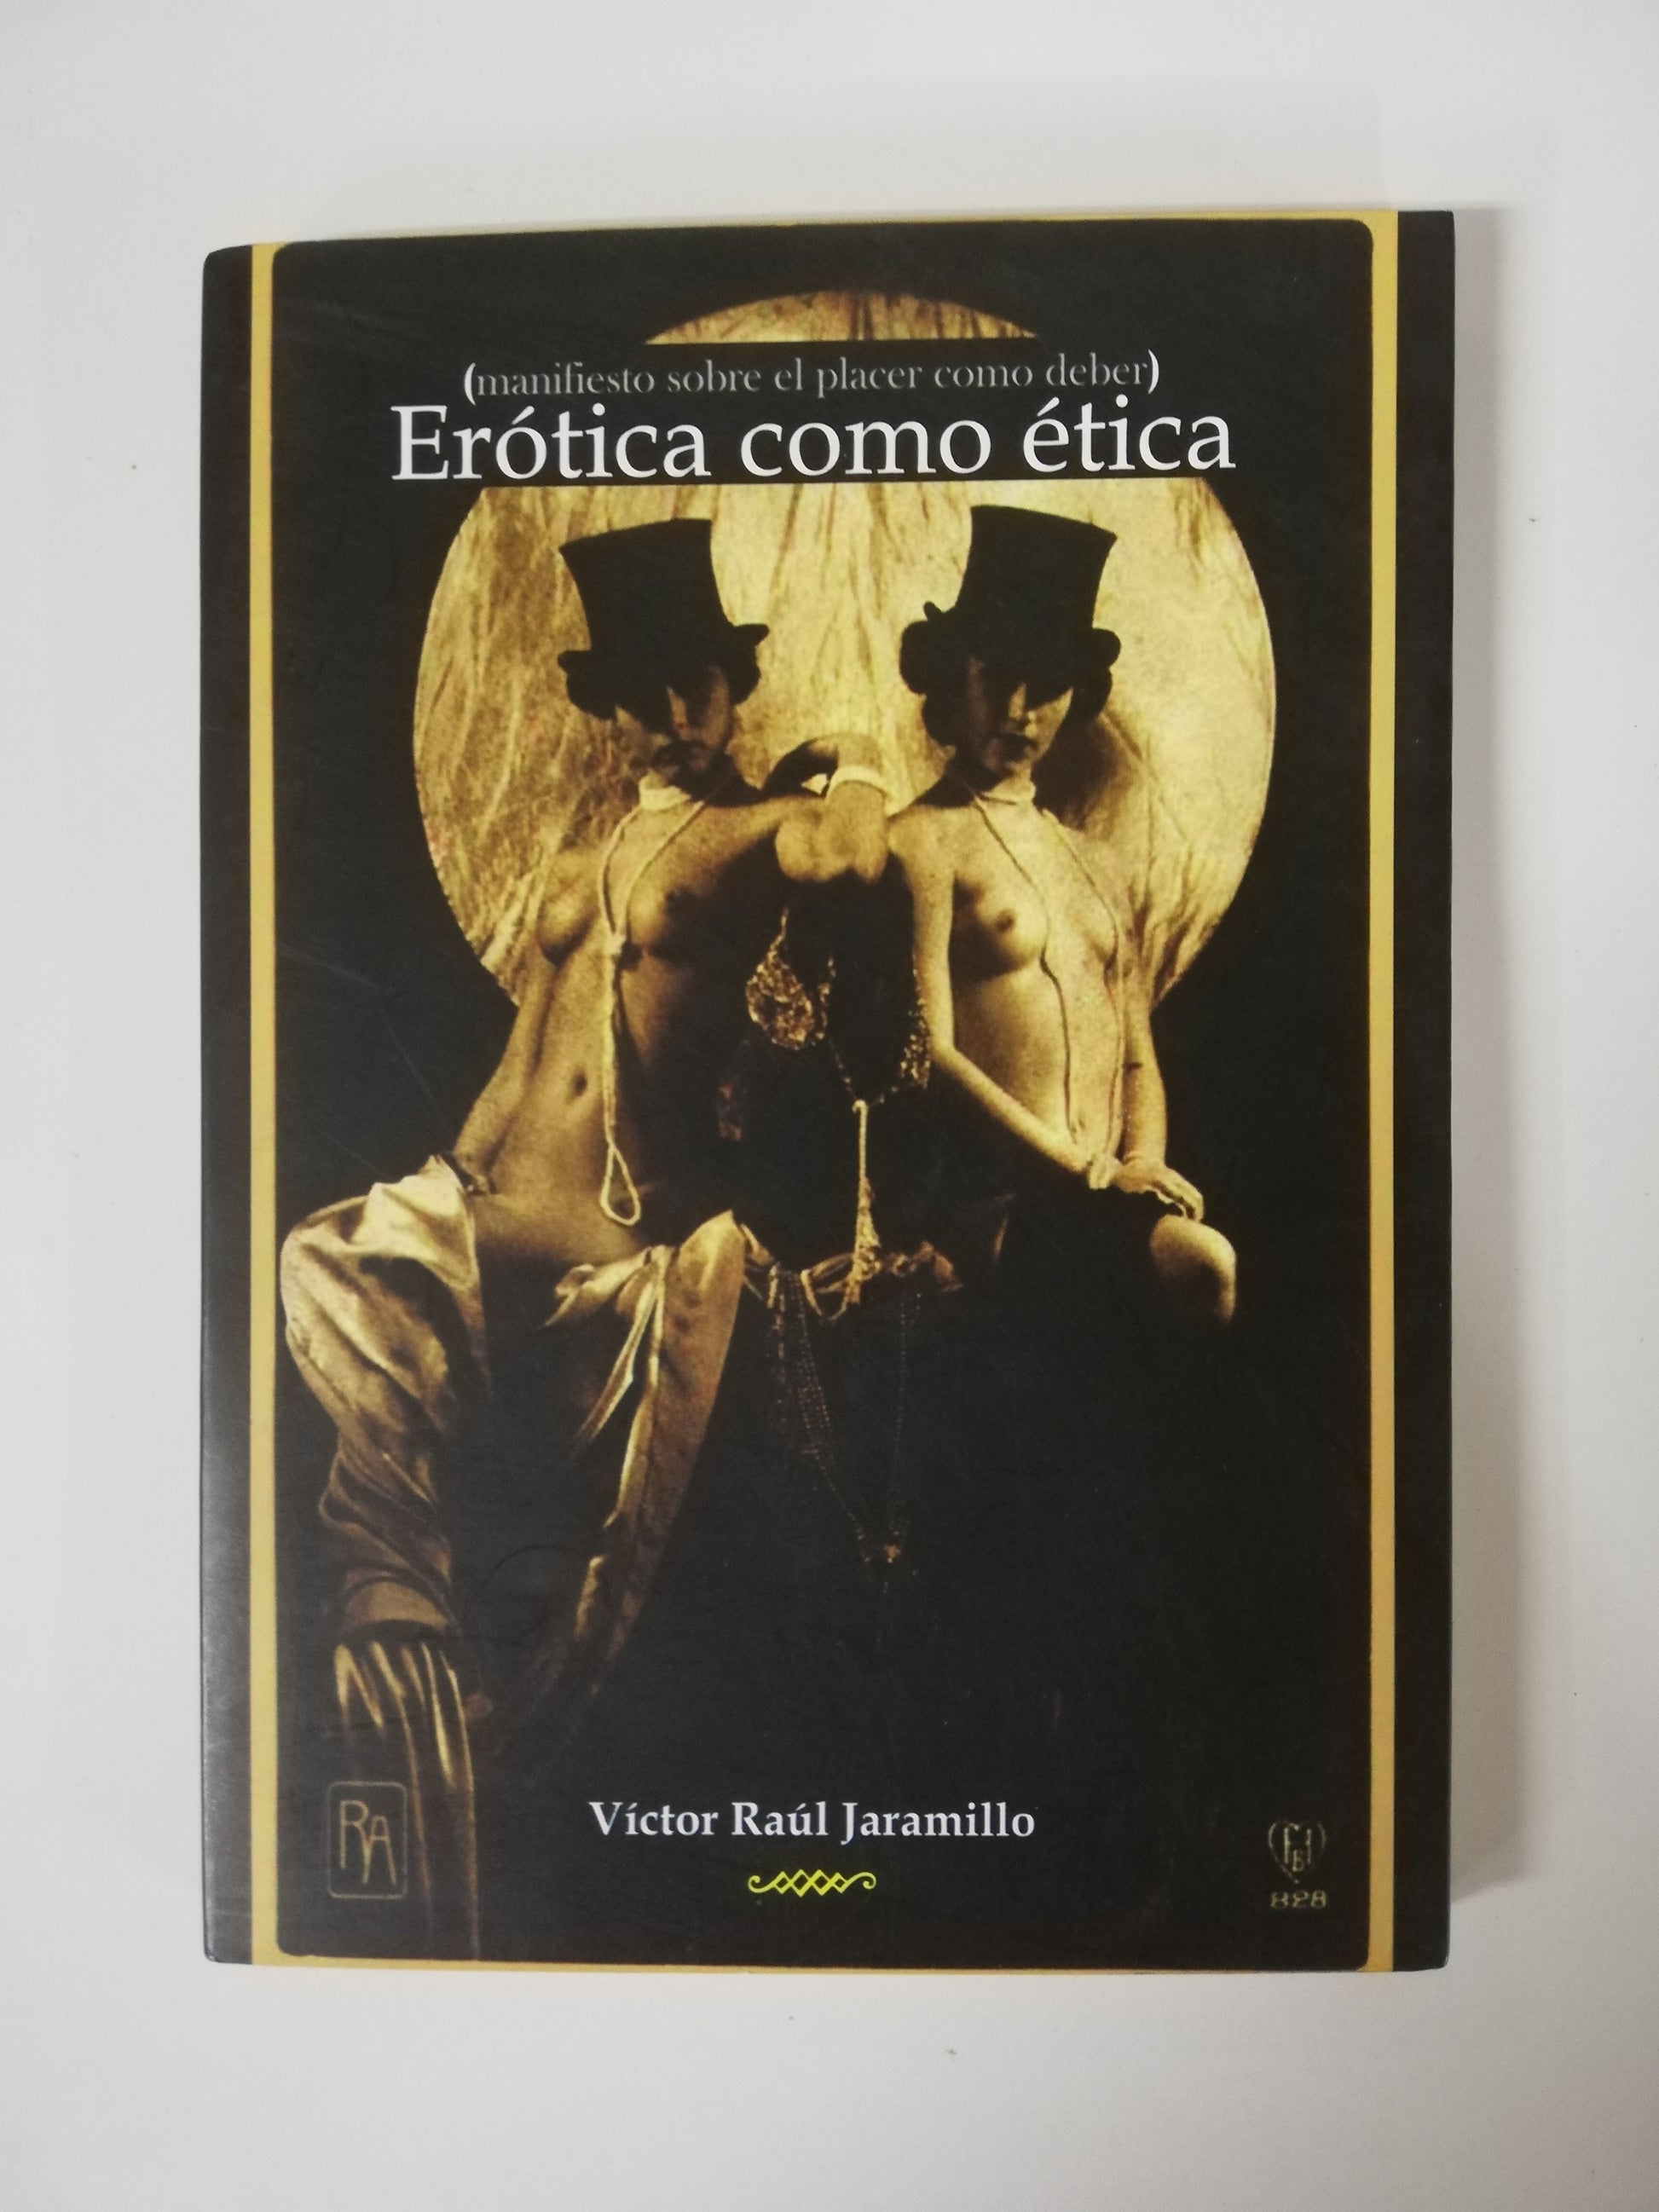 (manifiesto sobre el placer como deber)
Erótica como ética
Víctor Raúl Jaramillo
RA
828